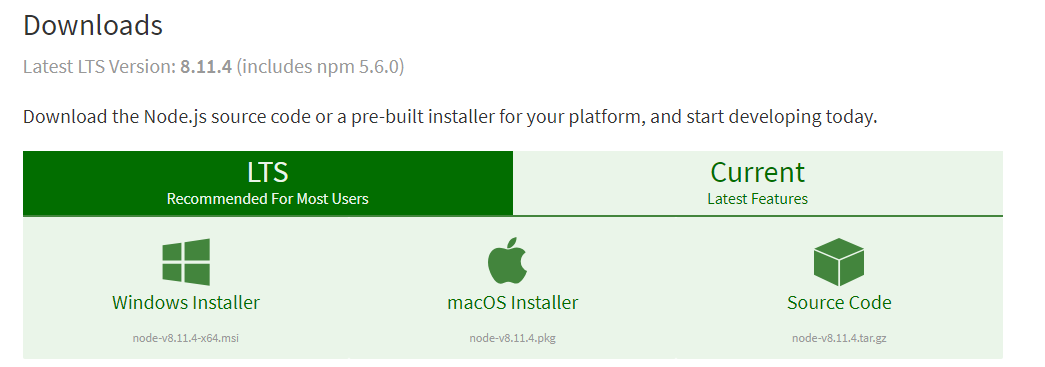 Downloads
Latest LTS Version: 8.11.4 (includes npm 5.6.0)
Download the Node.js source code or a pre-built installer for your platform, and start developing today.
LTS
Recommended For Most Users
Current
Latest Features
Windows Installer
node-v8.11.4-x64.msi
macOS Installer
node-v8.11.4.pkg
Source Code
node-v8.11.4.tar.gz